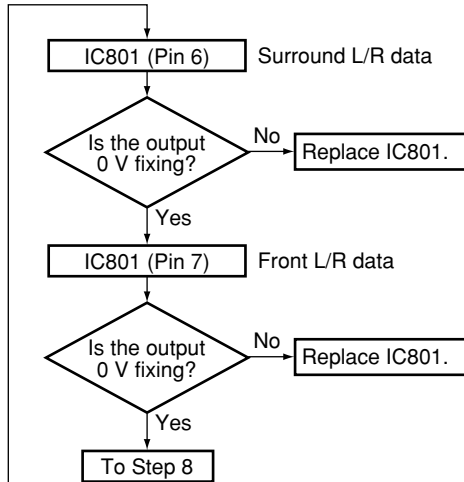 IC801 (Pin 6) Surround L/R data
Is the output
0 V fixing?
No
Replace IC801.
Yes
IC801 (Pin 7) Front L/R data
Is the output
0 V fixing?
No
Replace IC801.
Yes
To Step 8